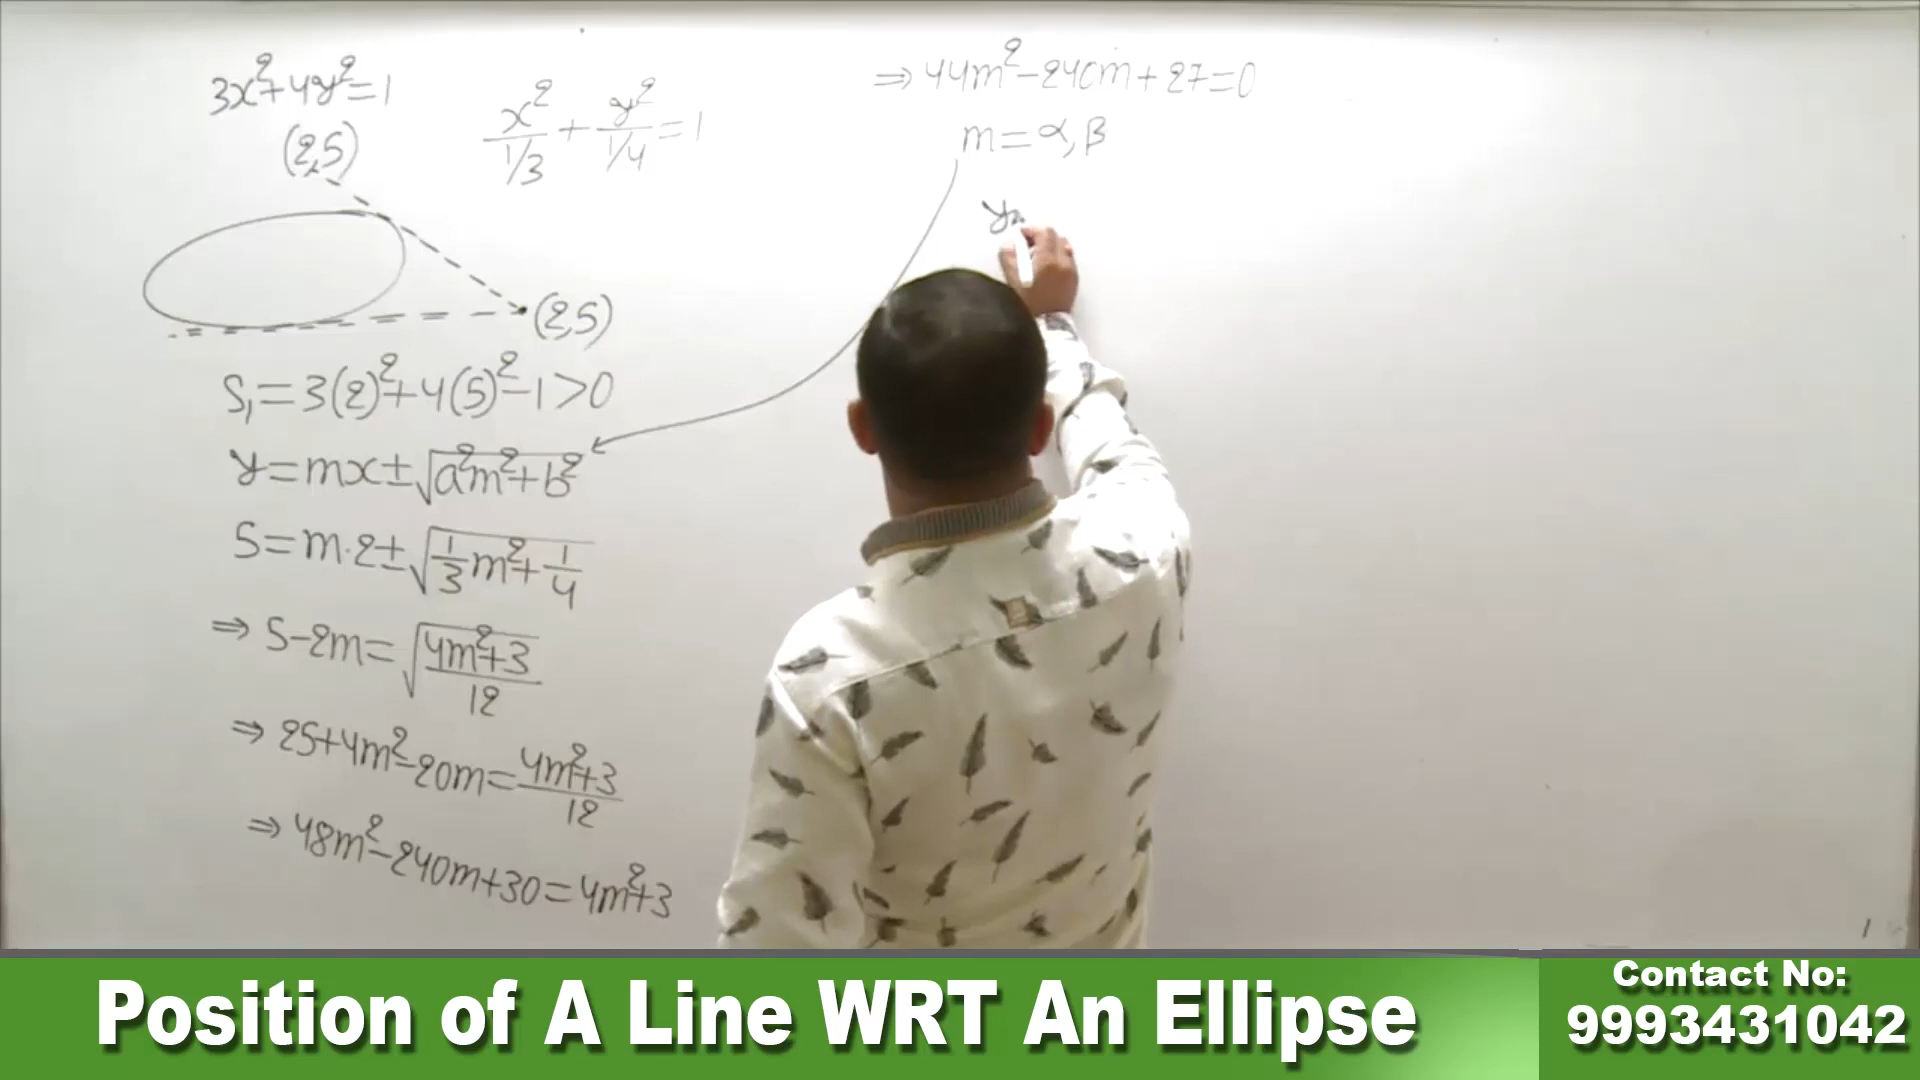 3x²+4y²=1
(2,5)
x²/1/3 + y²/1/4 = 1
(2,5)
S₁=3(2)²+4(5)²-1>0
y=mx±√a²m²+b²
5=m·2±√1/3m²+1/4
⇒ 5-2m=√4m²+3/12
⇒ 25+4m²-20m=4m²+3/12
⇒ 48m²-240m+30=4m²+3
⇒ 44m²-240m+27=0
m=α,β
y=
Position of A Line WRT An Ellipse
Contact No:
9993431042